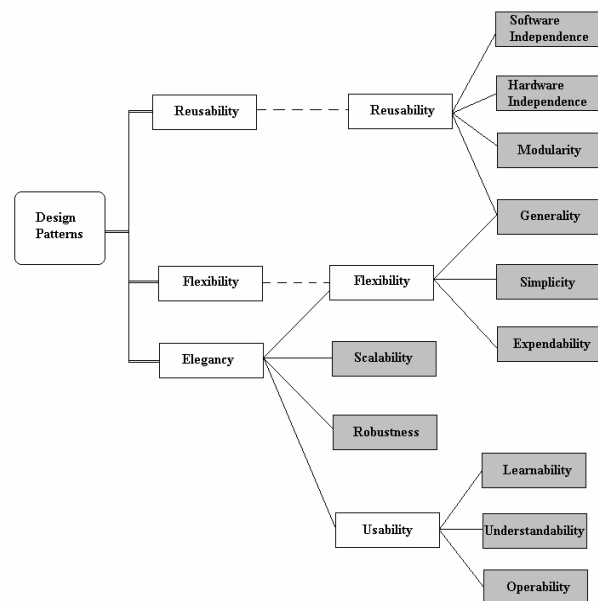 Software
Independence
Hardware
Independence
Reusability
Reusability
Modularity
Design
Patterns
Generality
Flexibility
Flexibility
Simplicity
Elegancy
Scalability
Expendability
Robustness
Learnability
Usability
Understandability
Operability